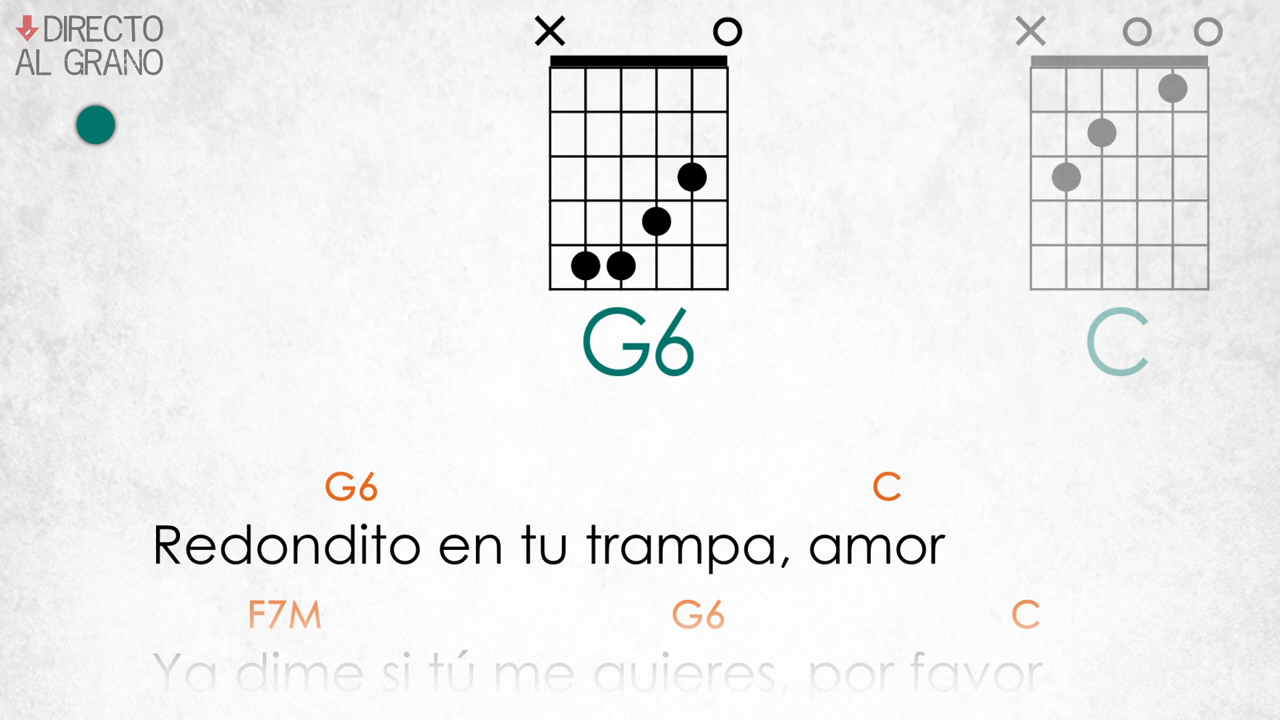 DIRECTO
AL GRANO
G6
C
G6 C
Redondito en tu trampa, amor
F7M G6 C
Ya dime si tú me quieres, por favor